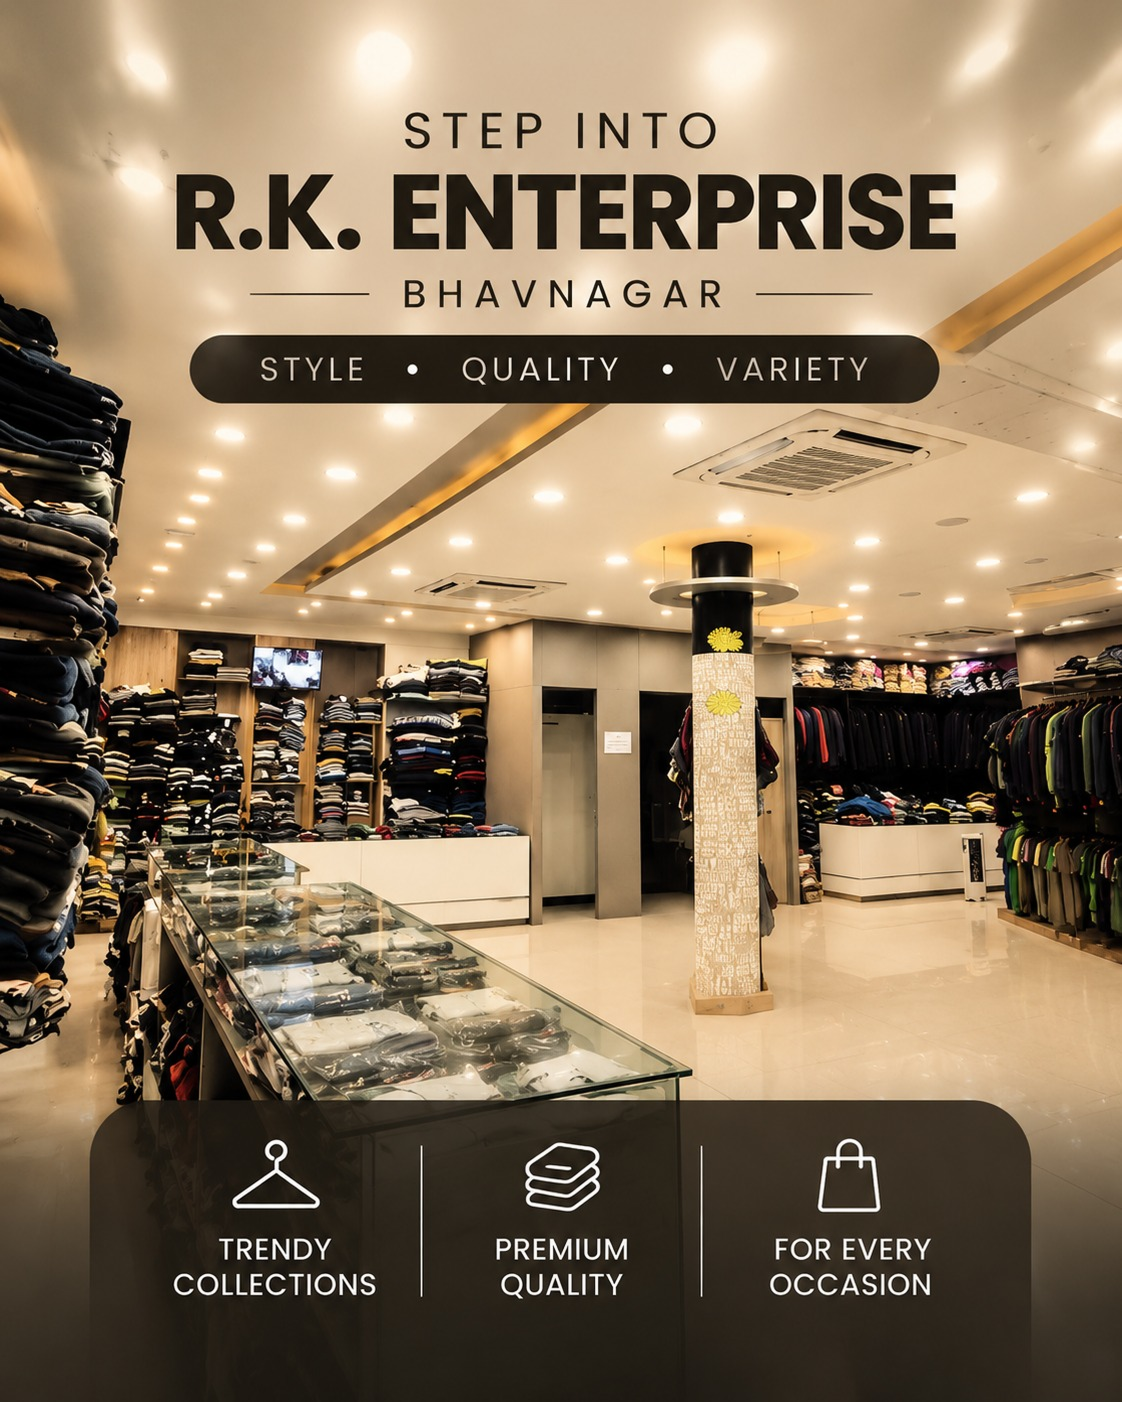 STEP INTO
R.K. ENTERPRISE
BHAVNAGAR
STYLE • QUALITY • VARIETY
TRENDY
COLLECTIONS
PREMIUM
QUALITY
FOR EVERY
OCCASION